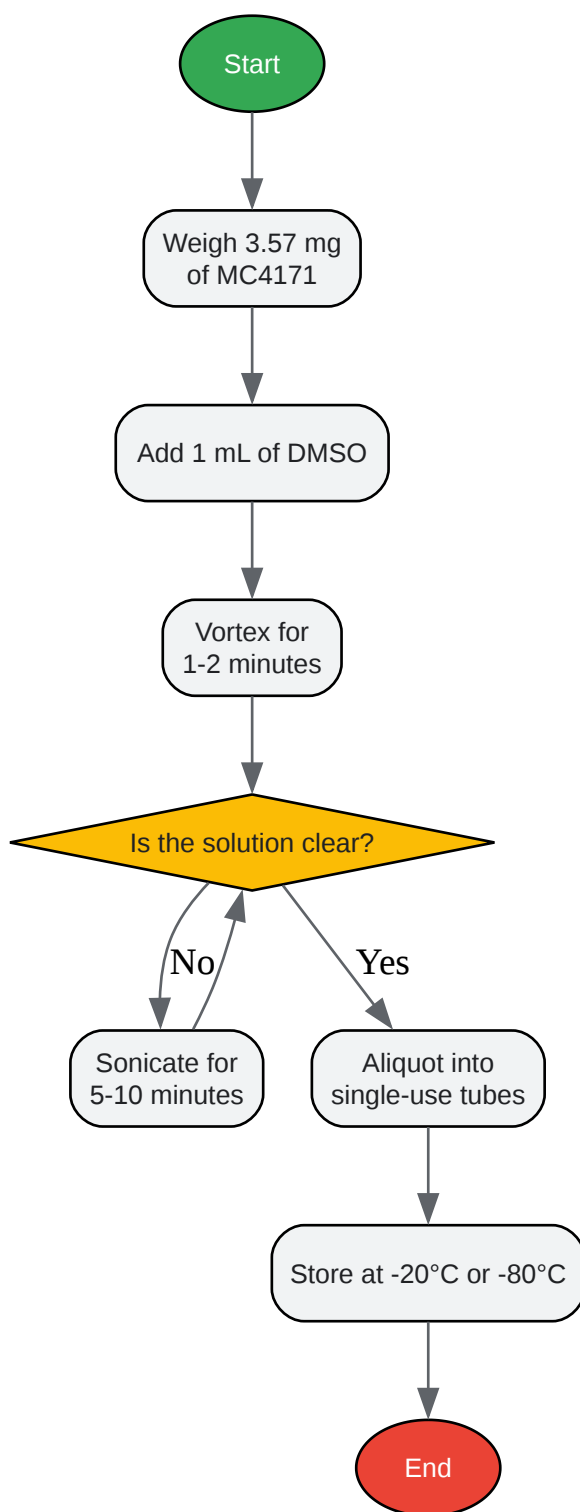 Start
Weigh 3.57 mg
of MC4171
Add 1 mL of DMSO
Vortex for
1-2 minutes
Is the solution clear?
No
Yes
Sonicate for
5-10 minutes
Aliquot into
single-use tubes
Store at -20°C or -80°C
End